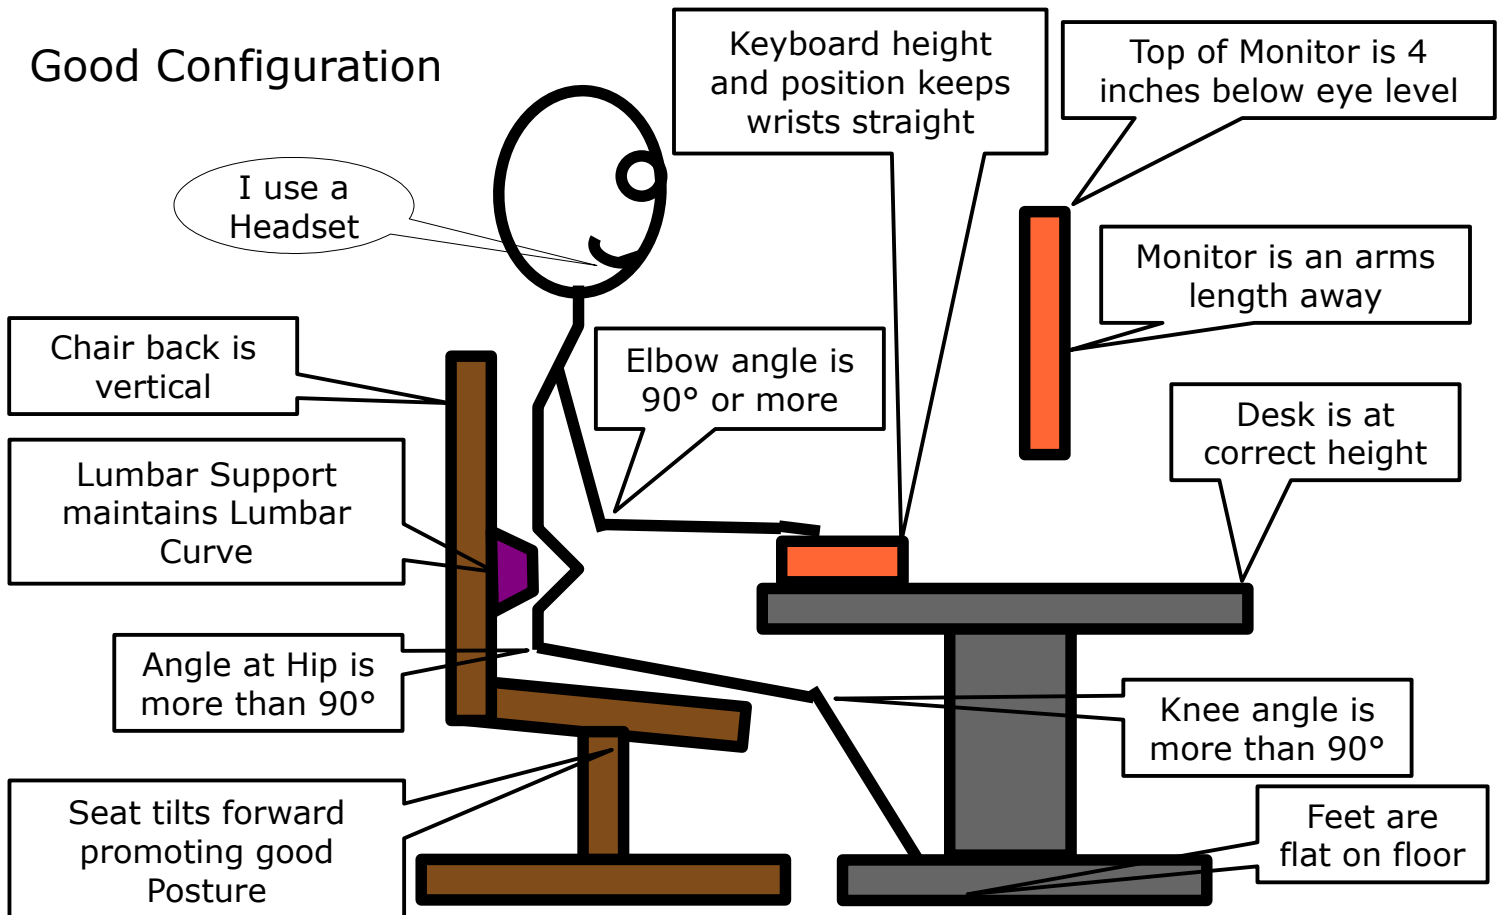 Good Configuration
Keyboard height
and position keeps
wrists straight
Top of Monitor is 4
inches below eye level
I use a
Headset
Monitor is an arms
length away
Chair back is
vertical
Elbow angle is
90° or more
Desk is at
correct height
Lumbar Support
maintains Lumbar
Curve
Angle at Hip is
more than 90°
Knee angle is
more than 90°
Seat tilts forward
promoting good
Posture
Feet are
flat on floor